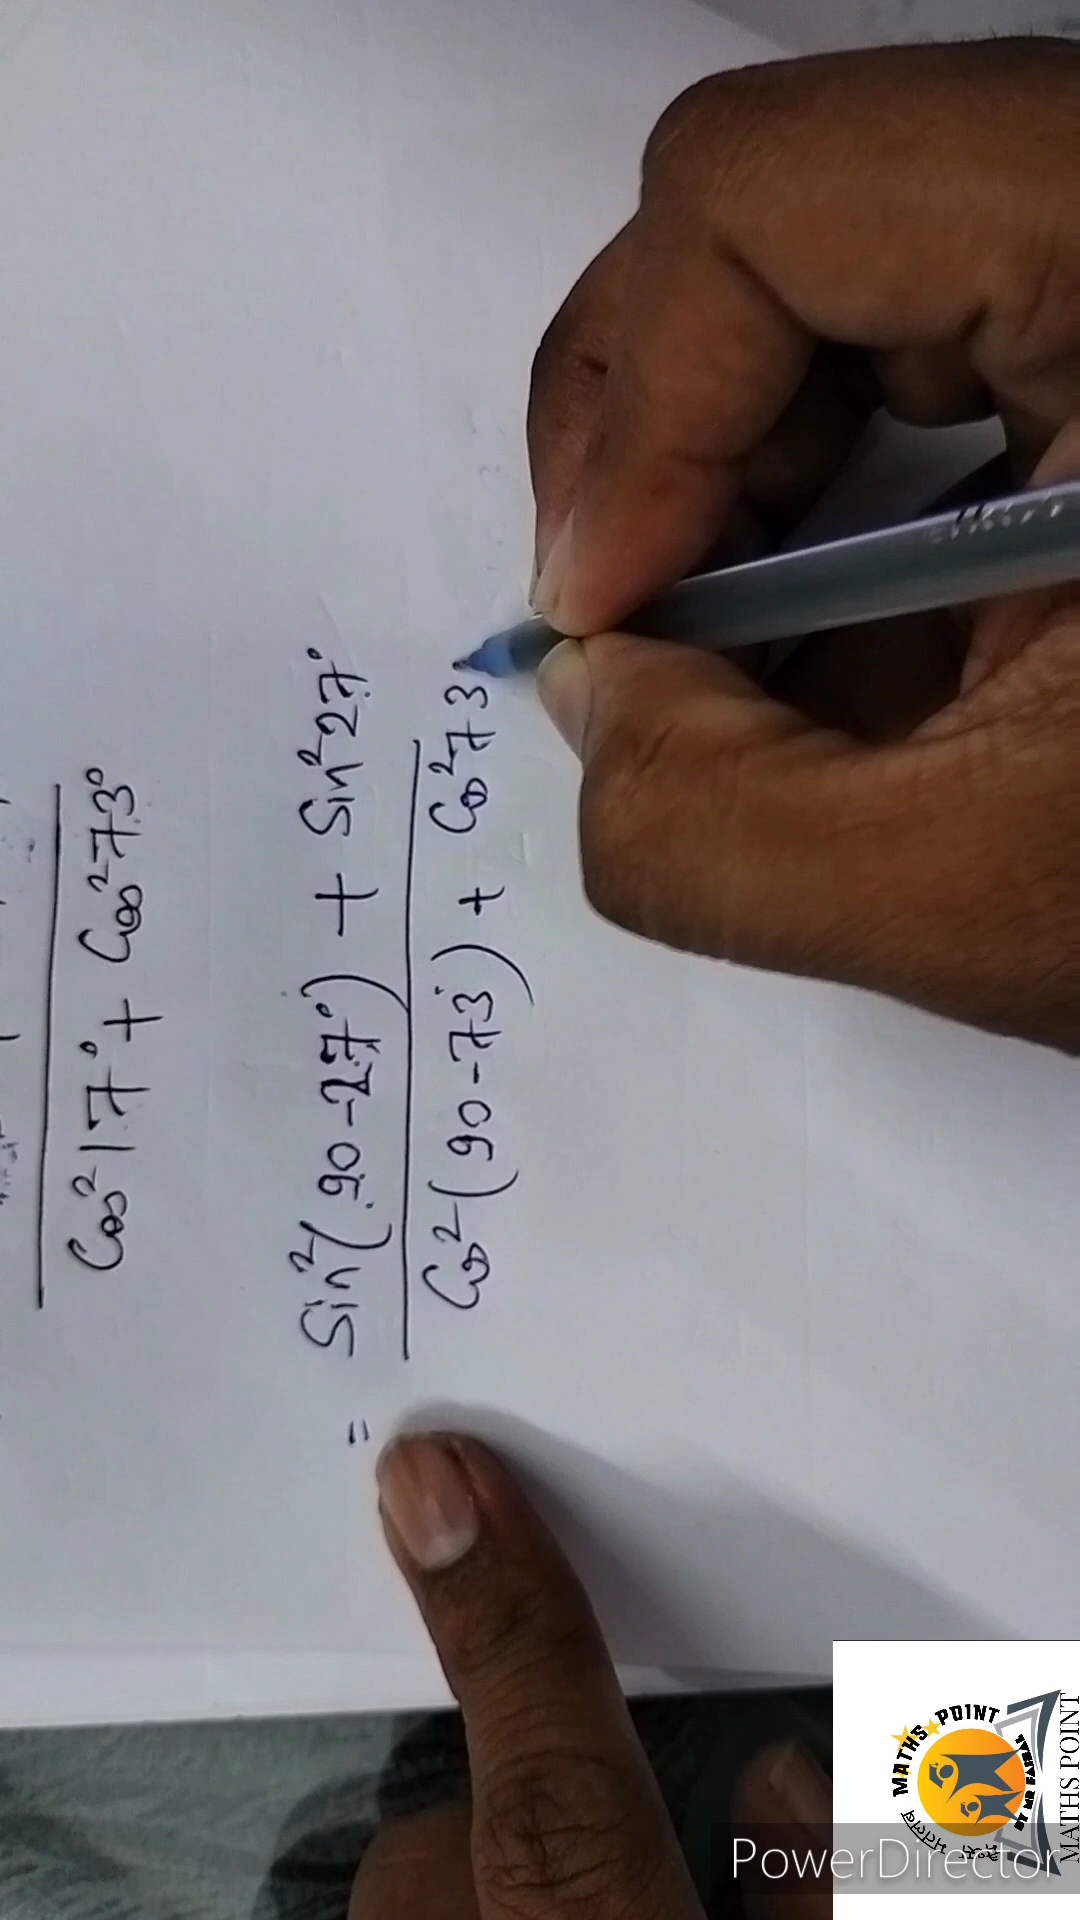 Cos²17° + Cos²73°
= Sin²(90-27°) + Sin²27°
Cos²(90-73°) + Cos²73°
MATHS POINT
MATHS POINT
PowerDirector